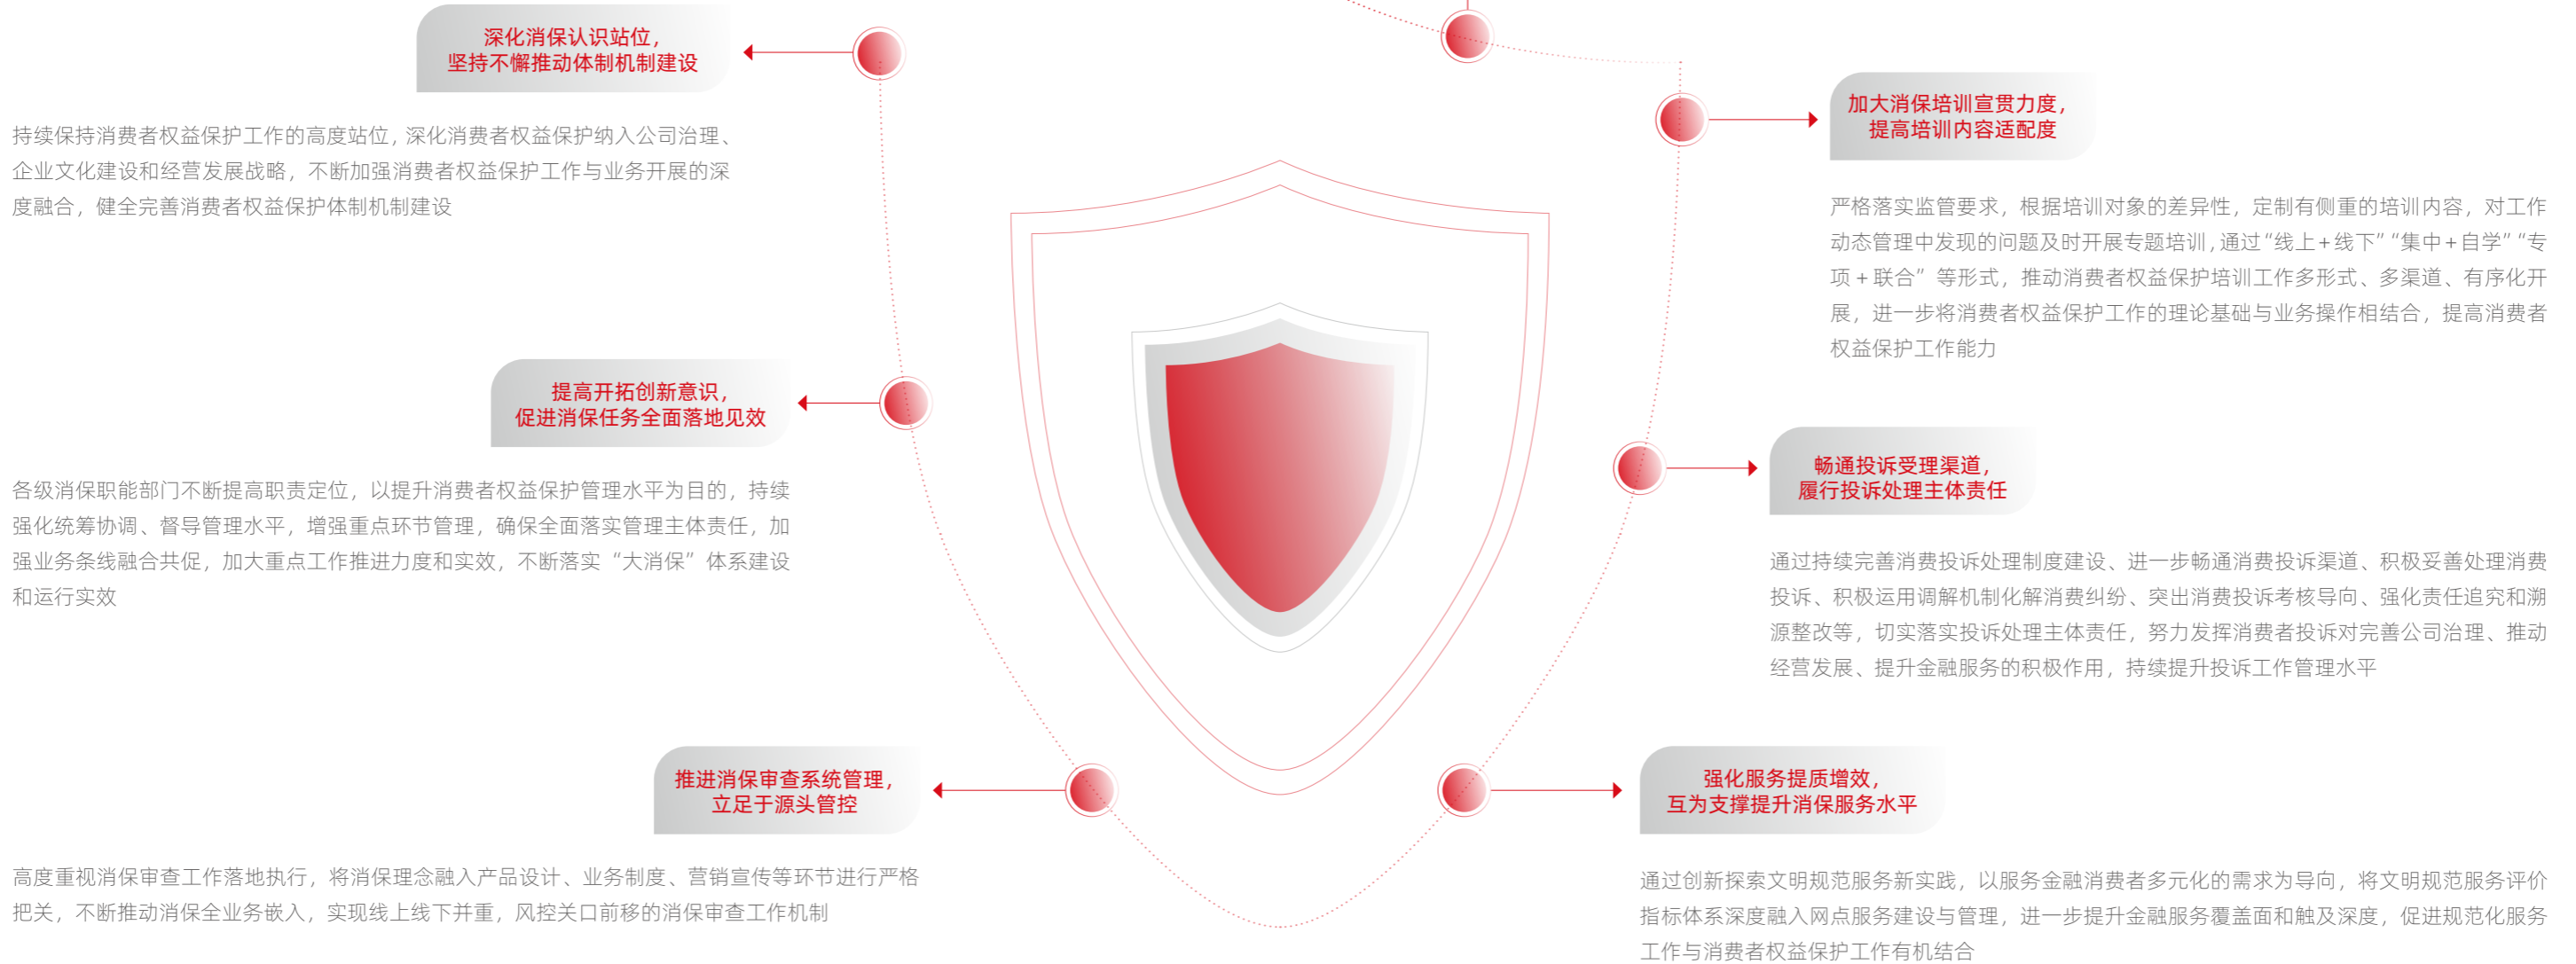 深化消保认识站位，
坚持不懈推动体制机制建设
持续保持消费者权益保护工作的高度站位，深化消费者权益保护纳入公司治理、
企业文化建设和经营发展战略，不断加强消费者权益保护工作与业务开展的深
度融合，健全完善消费者权益保护体制机制建设
提高开拓创新意识，
促进消保任务全面落地见效
各级消保职能部门不断提高职责定位，以提升消费者权益保护管理水平为目的，持续
强化统筹协调、督导管理水平，增强重点环节管理，确保全面落实管理主体责任，加
强业务条线融合共促，加大重点工作推进力度和实效，不断落实“大消保”体系建设
和运行实效
推进消保审查系统管理，
立足于源头管控
高度重视消保审查工作落地执行，将消保理念融入产品设计、业务制度、营销宣传等环节进行严格
把关，不断推动消保全业务嵌入，实现线上线下并重，风控关口前移的消保审查工作机制
加大消保培训宣贯力度，
提高培训内容适配度
严格落实监管要求，根据培训对象的差异性，定制有侧重的培训内容，对工作
动态管理中发现的问题及时开展专题培训，通过“线上+线下”“集中+自学”“专
项+联合”等形式，推动消费者权益保护培训工作多形式、多渠道、有序化开
展，进一步将消费者权益保护工作的理论基础与业务操作相结合，提高消费者
权益保护工作能力
畅通投诉受理渠道，
履行投诉处理主体责任
通过持续完善消费投诉处理制度建设、进一步畅通消费投诉渠道、积极妥善处理消费
投诉、积极运用调解机制化解消费纠纷、突出消费投诉考核导向、强化责任追究和溯
源整改等，切实落实投诉处理主体责任，努力发挥消费者投诉对完善公司治理、推动
经营发展、提升金融服务的积极作用，持续提升投诉工作管理水平
强化服务提质增效，
互为支撑提升消保服务水平
通过创新探索文明规范服务新实践，以服务金融消费者多元化的需求为导向，将文明规范服务评价
指标体系深度融入网点服务建设与管理，进一步提升金融服务覆盖面和触及深度，促进规范化服务
工作与消费者权益保护工作有机结合